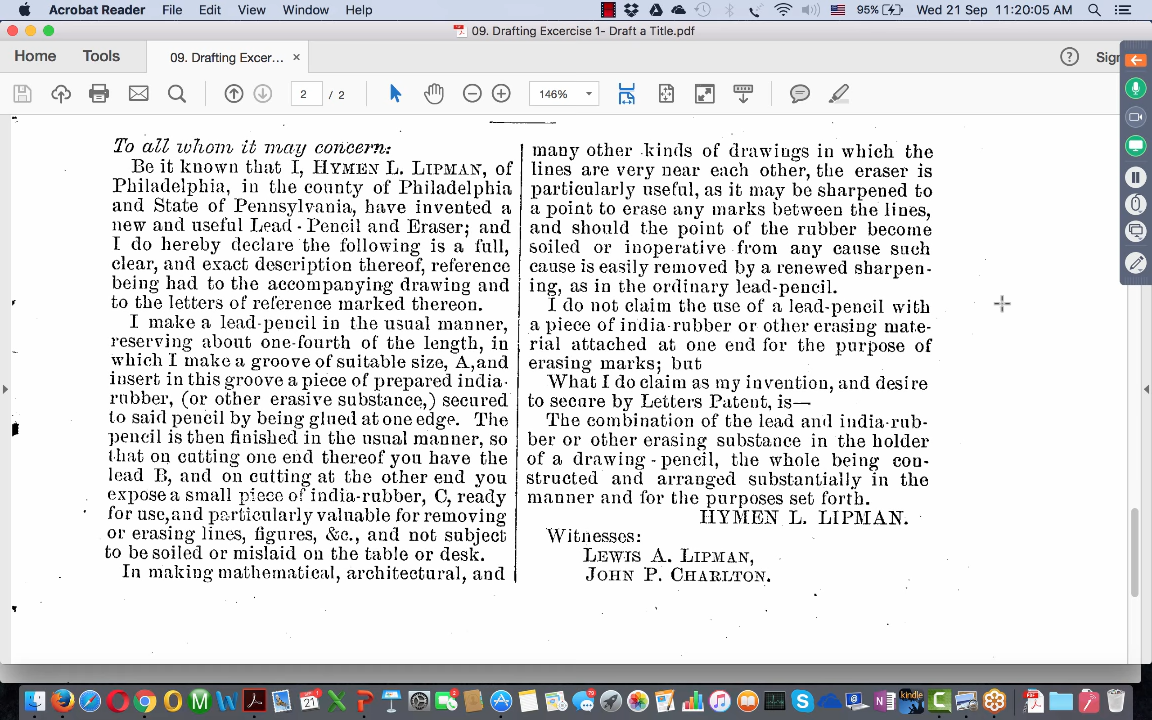 Acrobat Reader File Edit View Window Help 95% Wed 21 Sep 11:20:05 AM
09. Drafting Excercise 1- Draft a Title.pdf
Home Tools 09. Drafting Excer... × Sign
2 / 2 146%
To all whom it may concern:
Be it known that I, HYMEN L. LIPMAN, of
Philadelphia, in the county of Philadelphia
and State of Pennsylvania, have invented a
new and useful Lead-Pencil and Eraser; and
I do hereby declare the following is a full,
clear, and exact description thereof, reference
being had to the accompanying drawing and
to the letters of reference marked thereon.
I make a lead-pencil in the usual manner,
reserving about one-fourth of the length, in
which I make a groove of suitable size, A, and
insert in this groove a piece of prepared india-
rubber, (or other erasive substance,) secured
to said pencil by being glued at one edge. The
pencil is then finished in the usual manner, so
that on cutting one end thereof you have the
lead B, and on cutting at the other end you
expose a small piece of india-rubber, C, ready
for use, and particularly valuable for removing
or erasing lines, figures, &c., and not subject
to be soiled or mislaid on the table or desk.
In making mathematical, architectural, and
many other kinds of drawings in which the
lines are very near each other, the eraser is
particularly useful, as it may be sharpened to
a point to erase any marks between the lines,
and should the point of the rubber become
soiled or inoperative from any cause such
cause is easily removed by a renewed sharpen-
ing, as in the ordinary lead-pencil.
I do not claim the use of a lead-pencil with
a piece of india-rubber or other erasing mate-
rial attached at one end for the purpose of
erasing marks; but
What I do claim as my invention, and desire
to secure by Letters Patent, is—
The combination of the lead and india-rub-
ber or other erasing substance in the holder
of a drawing-pencil, the whole being con-
structed and arranged substantially in the
manner and for the purposes set forth.
HYMEN L. LIPMAN.
Witnesses:
LEWIS A. LIPMAN,
JOHN P. CHARLTON.